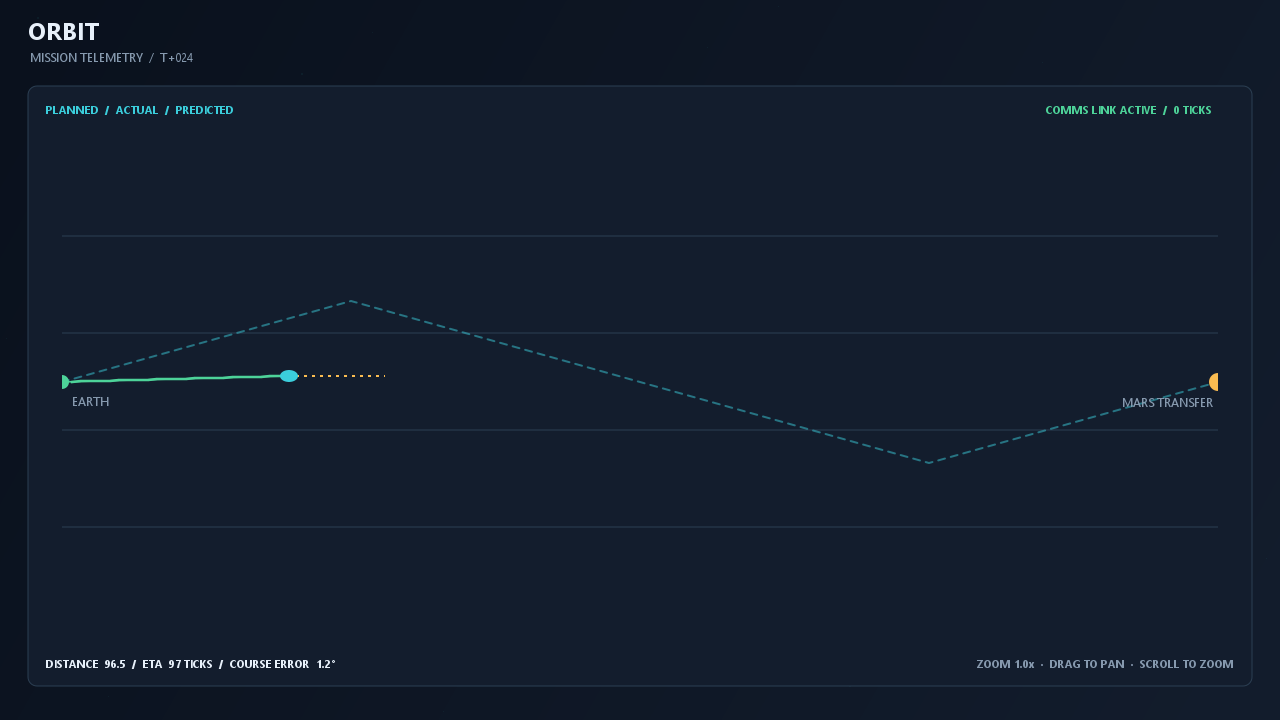 ORBIT
MISSION TELEMETRY / T+024
PLANNED / ACTUAL / PREDICTED
COMMS LINK ACTIVE / 0 TICKS
EARTH
MARS TRANSFER
DISTANCE 96.5 / ETA 97 TICKS / COURSE ERROR 1.2°
ZOOM 1.0x · DRAG TO PAN · SCROLL TO ZOOM